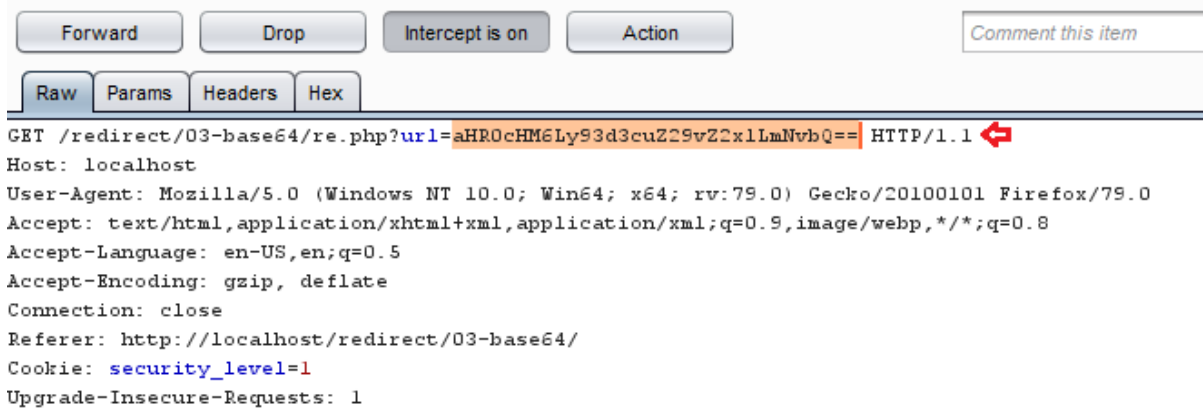 Forward Drop Intercept is on Action Comment this item
Raw Params Headers Hex
GET /redirect/03-base64/re.php?url=aHR0cHM6Ly93d3cuZ29vZ2xlLmNvbQ== HTTP/1.1
Host: localhost
User-Agent: Mozilla/5.0 (Windows NT 10.0; Win64; x64; rv:79.0) Gecko/20100101 Firefox/79.0
Accept: text/html,application/xhtml+xml,application/xml;q=0.9,image/webp,*/*;q=0.8
Accept-Language: en-US,en;q=0.5
Accept-Encoding: gzip, deflate
Connection: close
Referer: http://localhost/redirect/03-base64/
Cookie: security_level=1
Upgrade-Insecure-Requests: 1